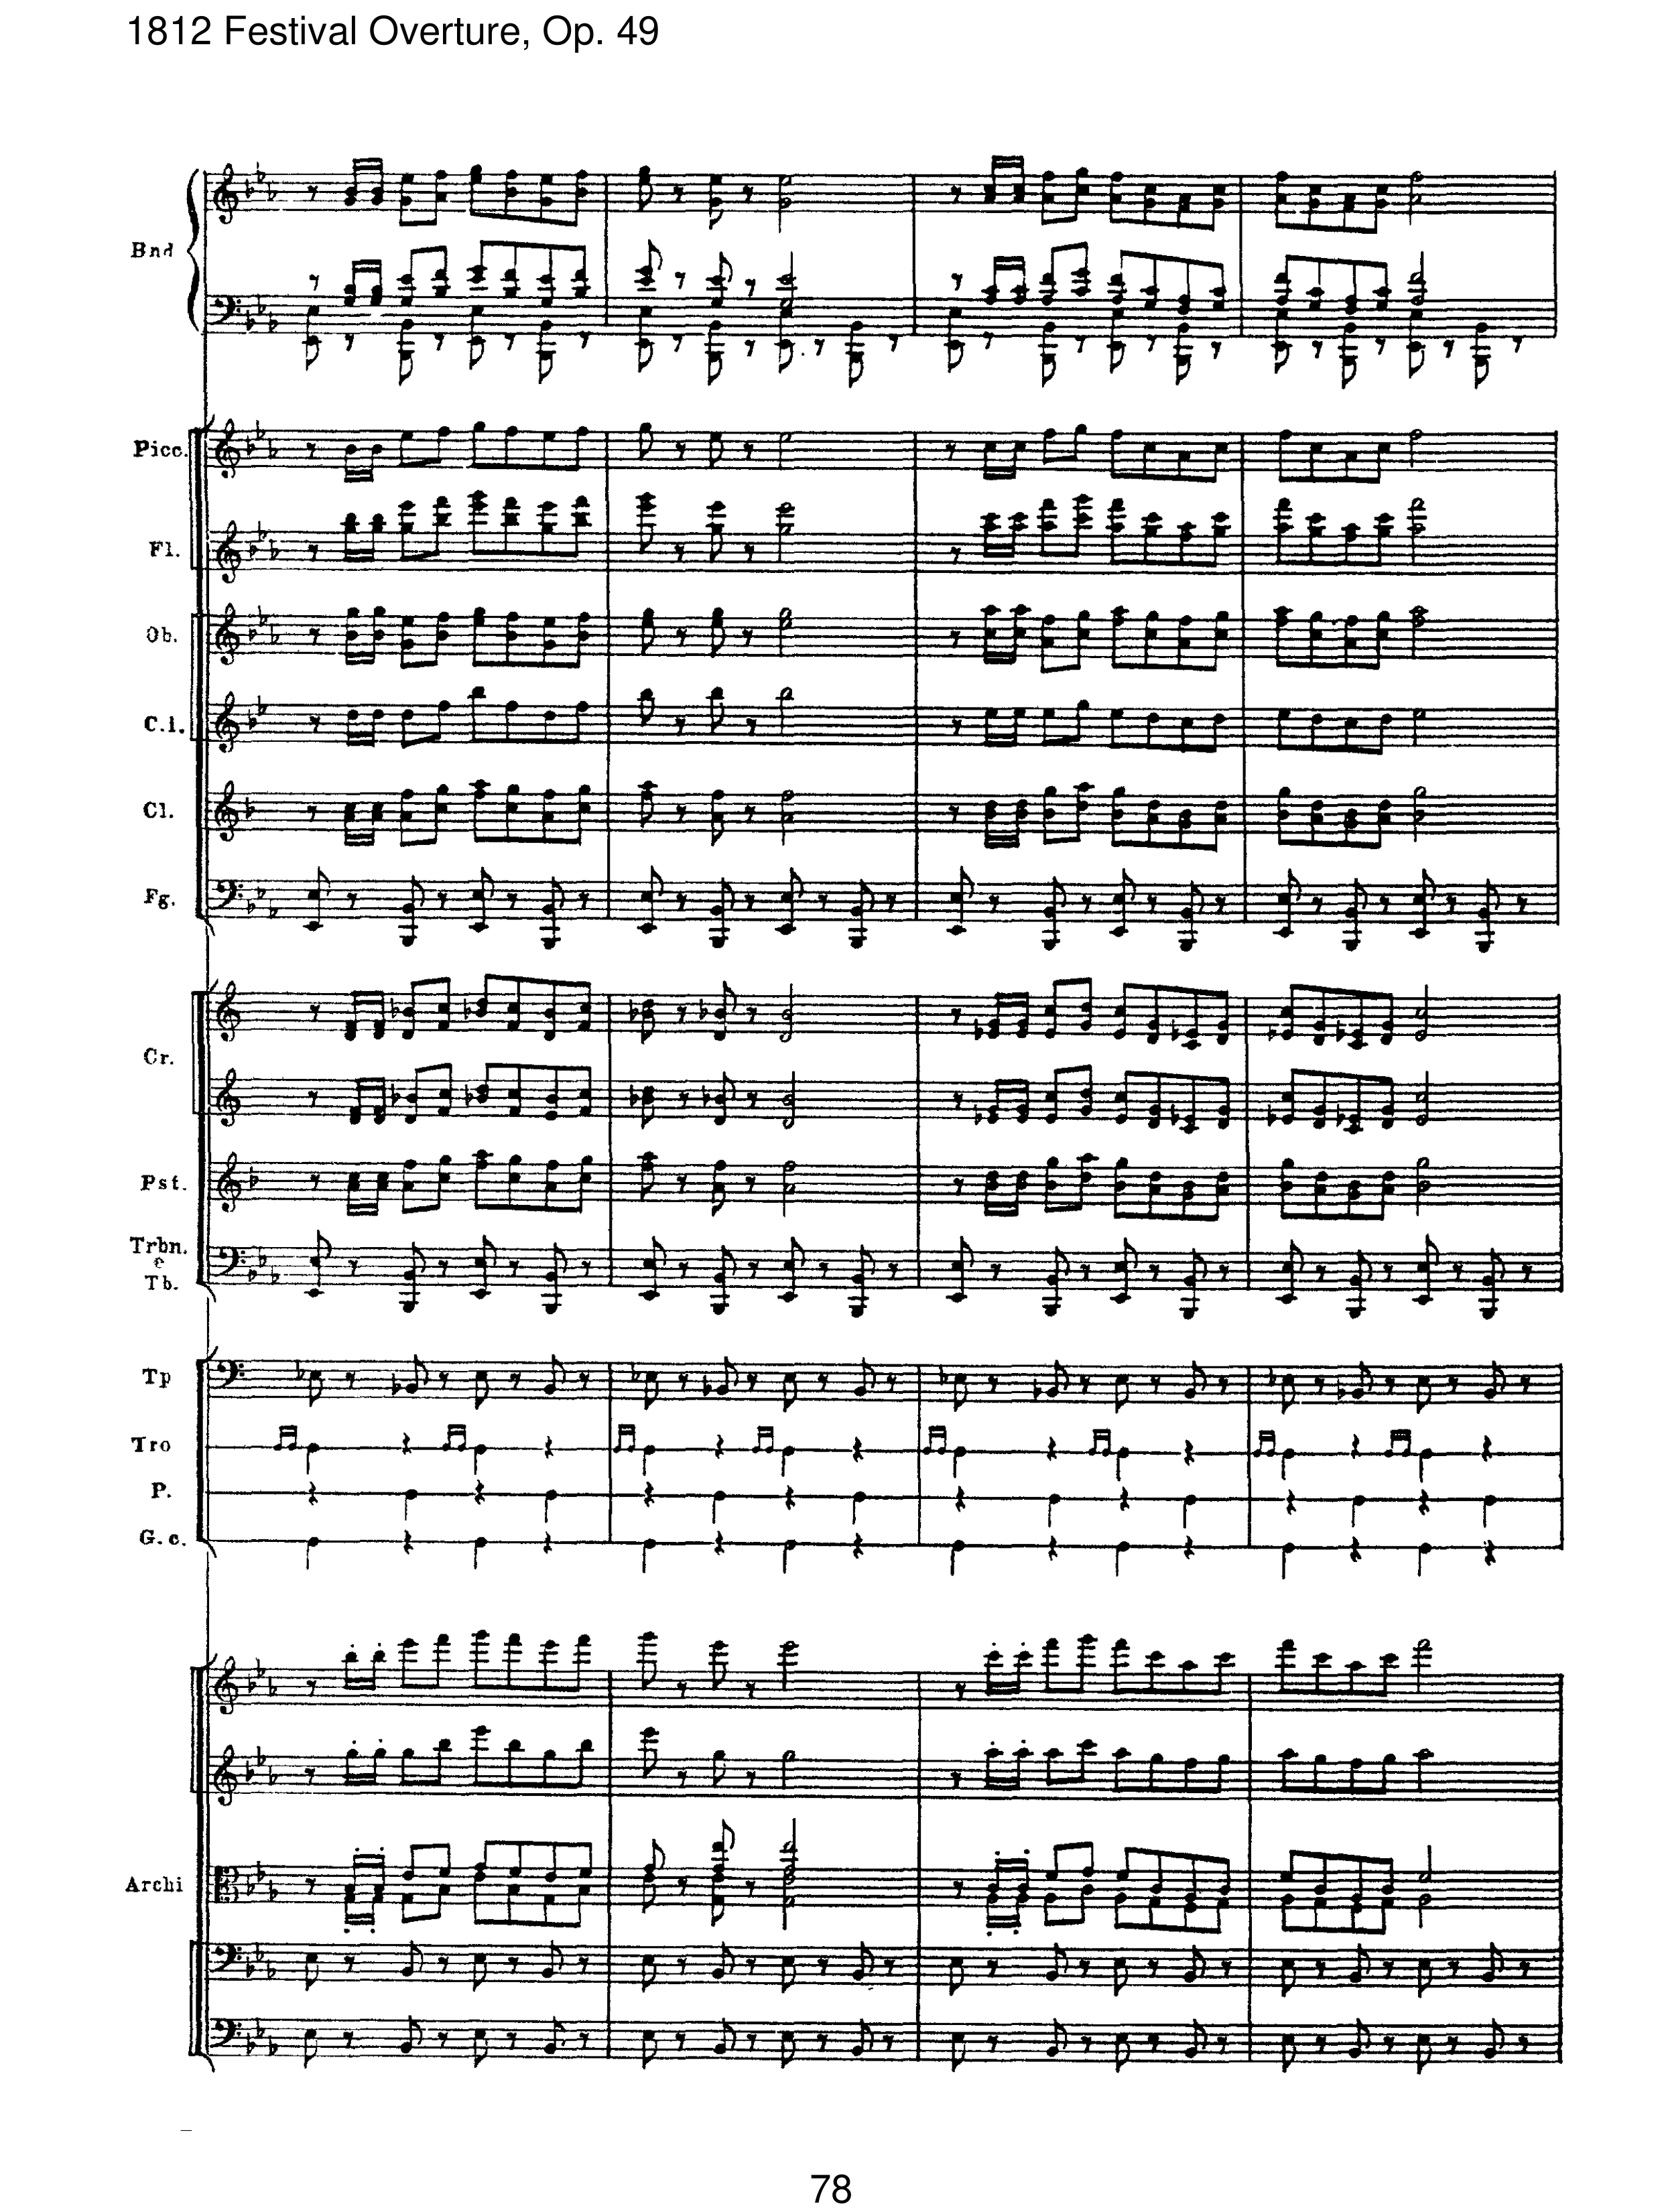 1812 Festival Overture, Op. 49
Bnd
Picc.
Fl.
Ob.
C.i.
Cl.
Fg.
Cr.
Pst.
Trbn.
e
Tb.
Tp
Tro
P.
G. c.
Archi
78